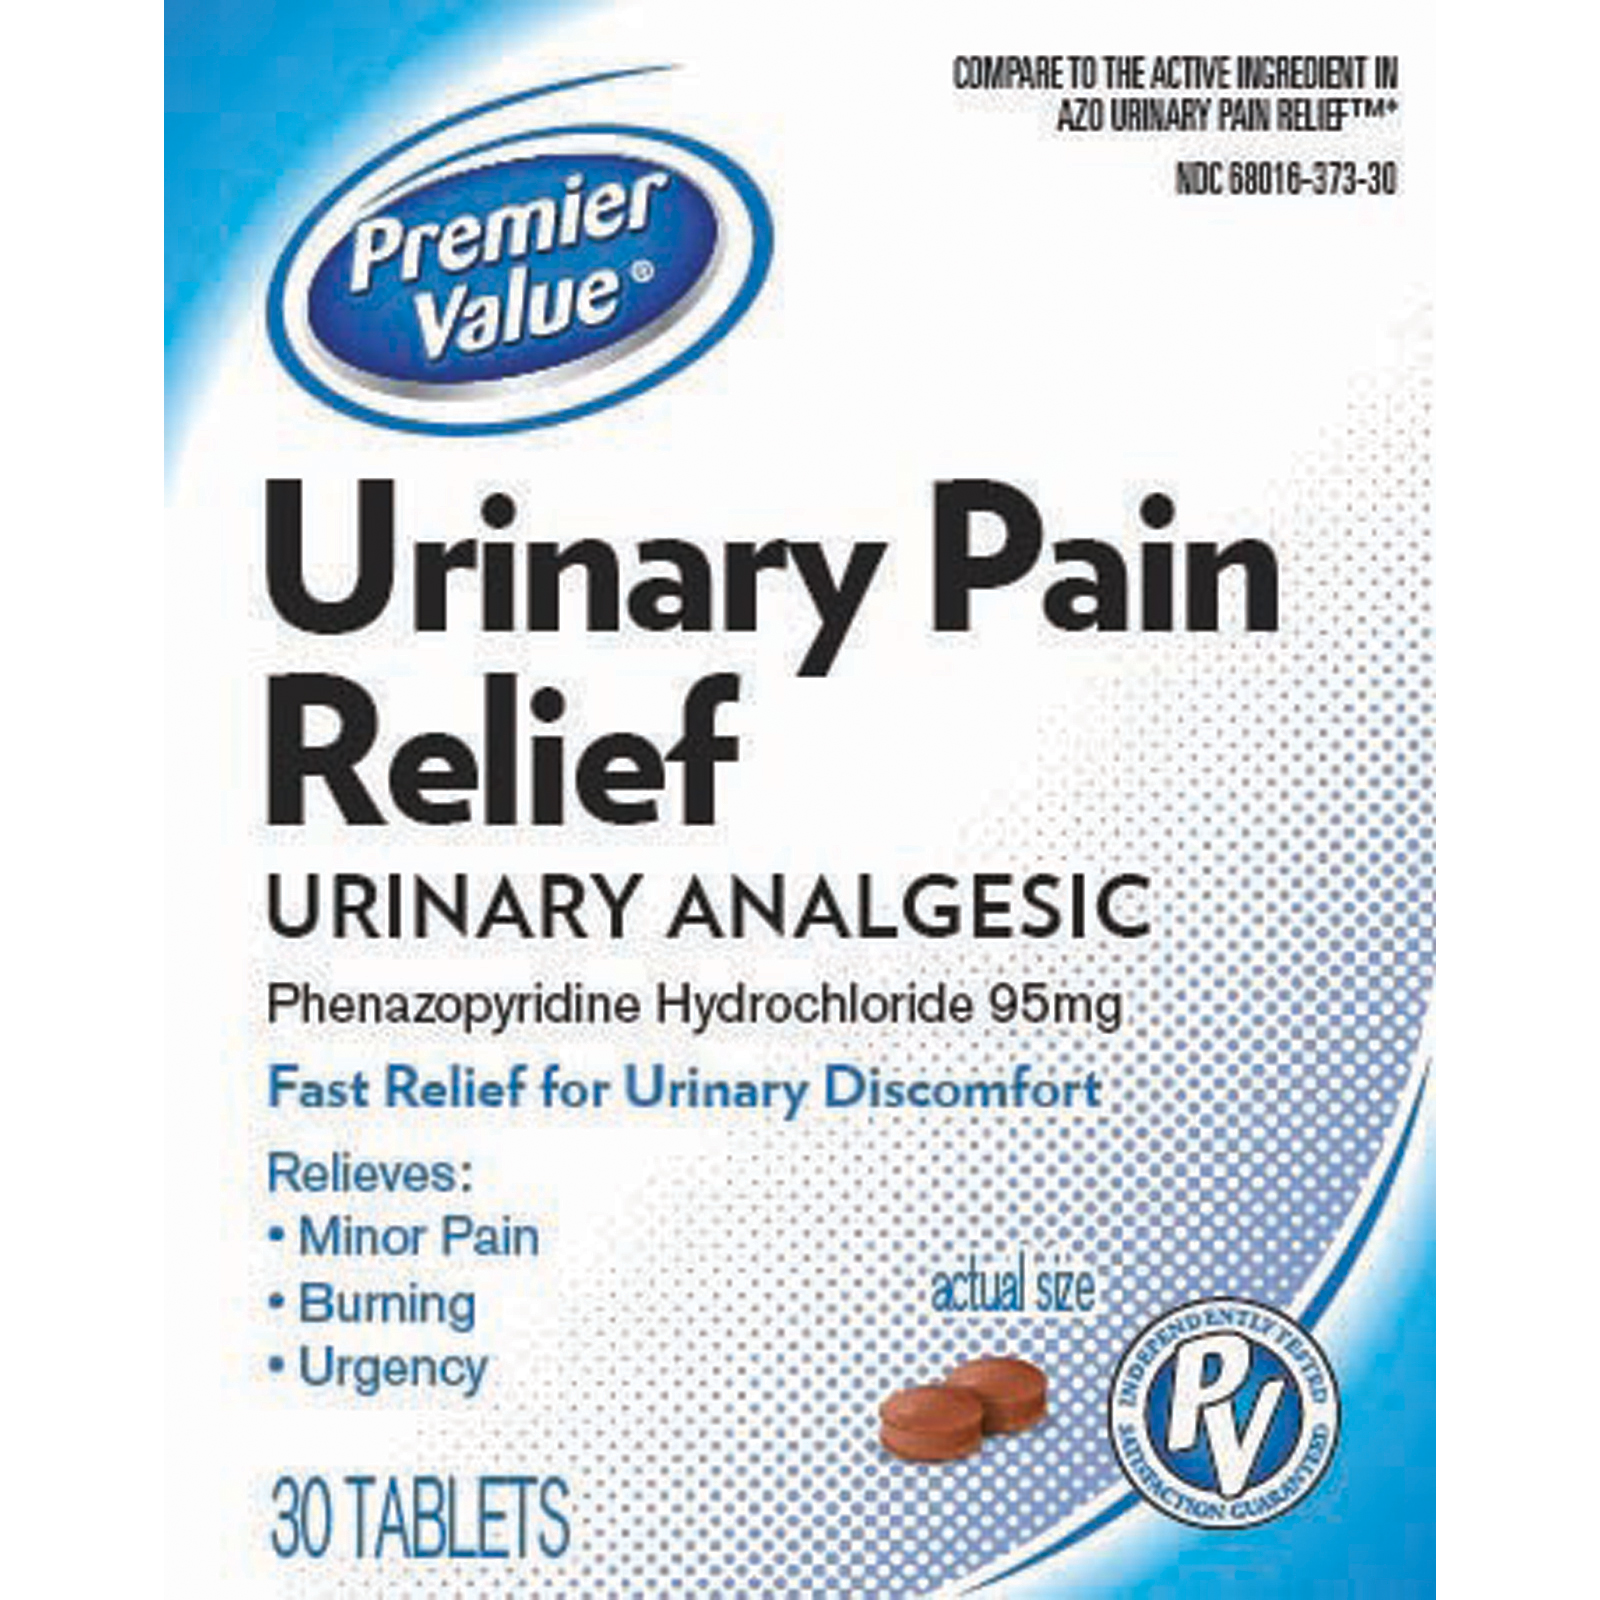 COMPARE TO THE ACTIVE INGREDIENT IN
AZO URINARY PAIN RELIEF™*
NDC 68016-373-30
Premier
Value®
Urinary Pain
Relief
URINARY ANALGESIC
Phenazopyridine Hydrochloride 95mg
Fast Relief for Urinary Discomfort
Relieves:
• Minor Pain
• Burning
• Urgency
actual size
INDEPENDENTLY TESTED
PV
SATISFACTION GUARANTEED
30 TABLETS